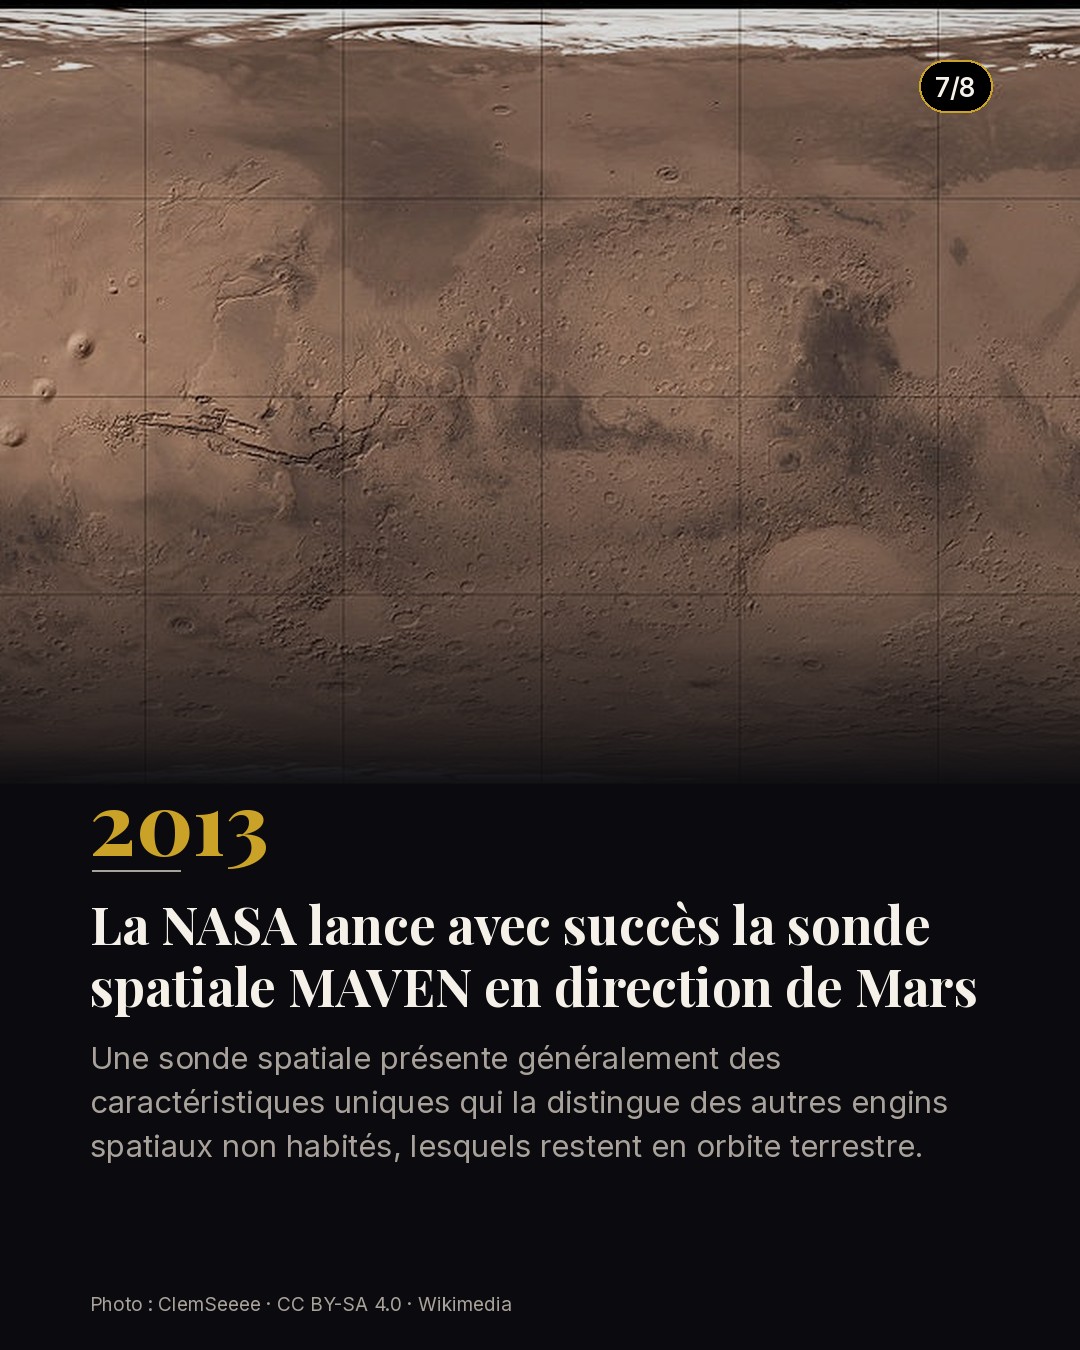 7/8
2013
La NASA lance avec succès la sonde
spatiale MAVEN en direction de Mars
Une sonde spatiale présente généralement des
caractéristiques uniques qui la distingue des autres engins
spatiaux non habités, lesquels restent en orbite terrestre.
Photo : ClemSeeee · CC BY-SA 4.0 · Wikimedia